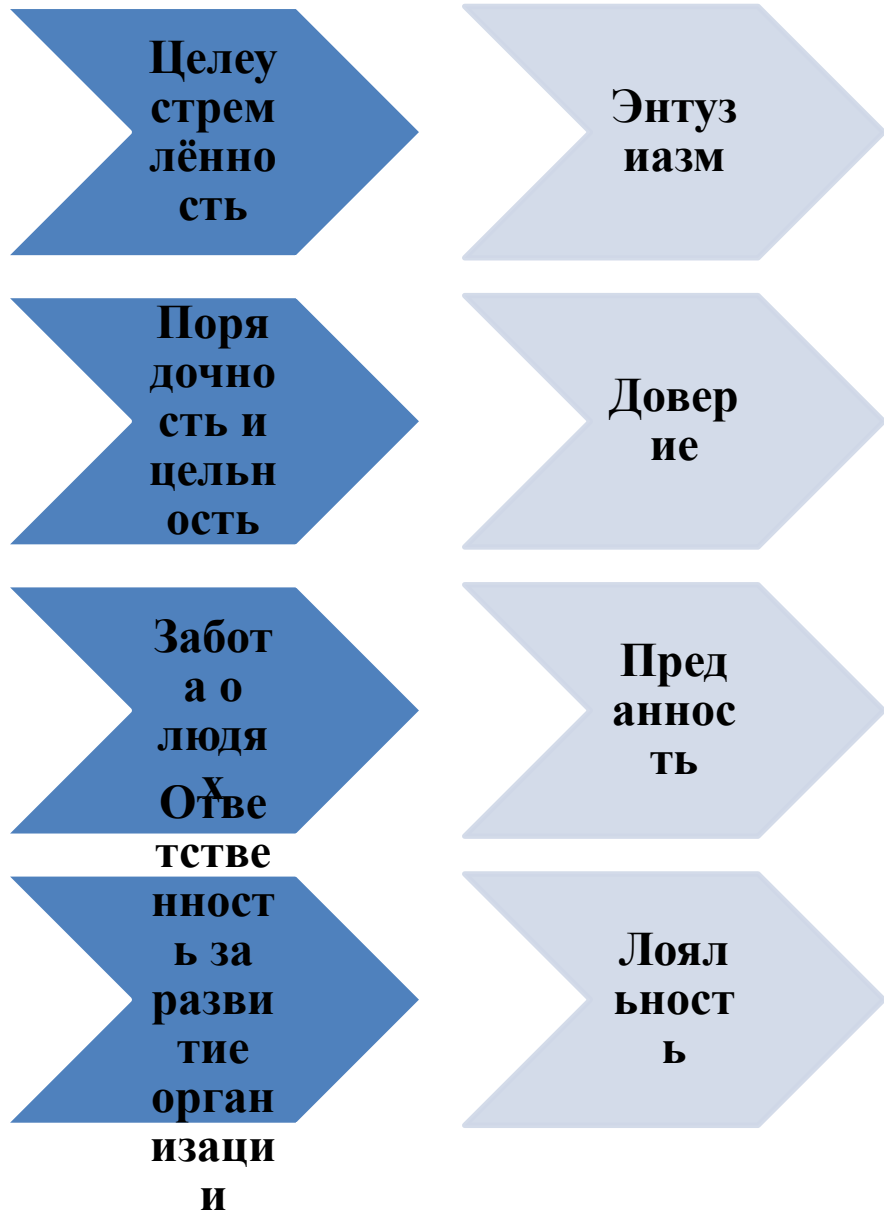 Целеу
стрем
лённо
сть
Энтуз
иазм
Поря
дочно
сть и
цельн
ость
Довер
ие
Забот
а о
людя
х
Пред
аннос
ть
Отве
тстве
нност
ь за
разви
тие
орган
изаци
и
Лоял
ьност
ь